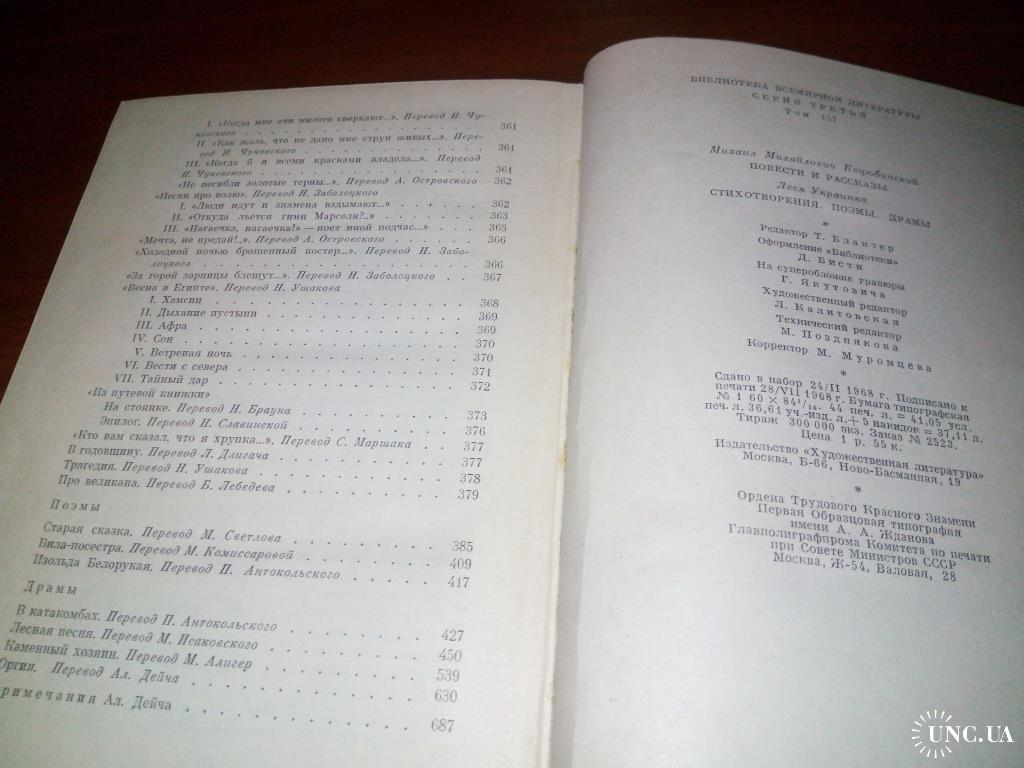 I. «Когда мне очи милого сверкают...». Перевод И. Чу-
ковского . . . . . . . . . . . . . . 361
II. «Как жаль, что не дано мне струн живых...». Пере-
вод И. Чуковского . . . . . . . . . . . . 361
III. «Когда б я всеми красками владела...». Перевод
И. Чуковского . . . . . . . . . . . . . . 361
«Не погибли золотые терны...». Перевод А. Островского 362
«Песни про волю». Перевод Н. Заболоцкого
I. «Люди идут и знамена вздымают...» . . . . . . 362
II. «Откуда льется гимн Марселя?..» . . . . . . 363
III. «Нагаечка, нагаечка!» — поет иной подчас...» . . . 365
«Мечта, не предай!..». Перевод А. Островского . . . . 366
«Холодной ночью брошенный костер...». Перевод Н. Забо-
лоцкого . . . . . . . . . . . . . . . 366
«За горой зарницы блещут...». Перевод Н. Заболоцкого . 367
«Весна в Египте». Перевод Н. Ушакова
I. Хамсин . . . . . . . . . . . . . 368
II. Дыхание пустыни . . . . . . . . . . 369
III. Афра . . . . . . . . . . . . . . 369
IV. Сон . . . . . . . . . . . . . . 370
V. Ветреная ночь . . . . . . . . . . . 370
VI. Вести с севера . . . . . . . . . . . 371
VII. Тайный дар . . . . . . . . . . . . 372
«Из путевой книжки»
На стоянке. Перевод Н. Брауна . . . . . . . . 373
Эпилог. Перевод Н. Славинской . . . . . . . . 376
«Кто вам сказал, что я хрупка...». Перевод С. Маршака . . 377
В годовщину. Перевод Л. Длигача . . . . . . . . 377
Трагедия. Перевод Н. Ушакова . . . . . . . . . 378
Про великана. Перевод Б. Лебедева . . . . . . . 379
Поэмы
Старая сказка. Перевод М. Светлова . . . . . . . 385
Вила-посестра. Перевод М. Комиссаровой . . . . . . 409
Изольда Белорукая. Перевод П. Антокольского . . . . 417
Драмы
В катакомбах. Перевод П. Антокольского . . . . . . 427
Лесная песня. Перевод М. Исаковского . . . . . . 450
Каменный хозяин. Перевод М. Алигер . . . . . . . 539
Оргия. Перевод Ал. Дейча . . . . . . . . . . 630
Примечания Ал. Дейча . . . . . . . . . . . 687
БИБЛИОТЕКА ВСЕМИРНОЙ ЛИТЕРАТУРЫ
СЕРИЯ ТРЕТЬЯ
Том 157
Михаил Михайлович Коцюбинский
ПОВЕСТИ И РАССКАЗЫ
Леся Украинка
СТИХОТВОРЕНИЯ. ПОЭМЫ. ДРАМЫ
*
Редактор Т. Блантер
Оформление «Библиотеки»
Д. Бисти
На суперобложке гравюры
Г. Якутовича
Художественный редактор
Л. Калитовская
Технический редактор
М. Позднякова
Корректор М. Муромцева
*
Сдано в набор 24/II 1968 г. Подписано к
печати 28/VII 1968 г. Бумага типографская
№ 1 60 × 84¹/₁₆. 44 печ. л. = 41,05 усл.
печ. л. 36,61 уч.-изд. л. + 5 накидов = 37,11 л.
Тираж 300 000 экз. Заказ № 2523.
Цена 1 р. 55 к.
Издательство «Художественная литература»
Москва, Б-66, Ново-Басманная, 19
*
Ордена Трудового Красного Знамени
Первая Образцовая типография
имени А. А. Жданова
Главполиграфпрома Комитета по печати
при Совете Министров СССР
Москва, Ж-54, Валовая, 28
UNC.UA